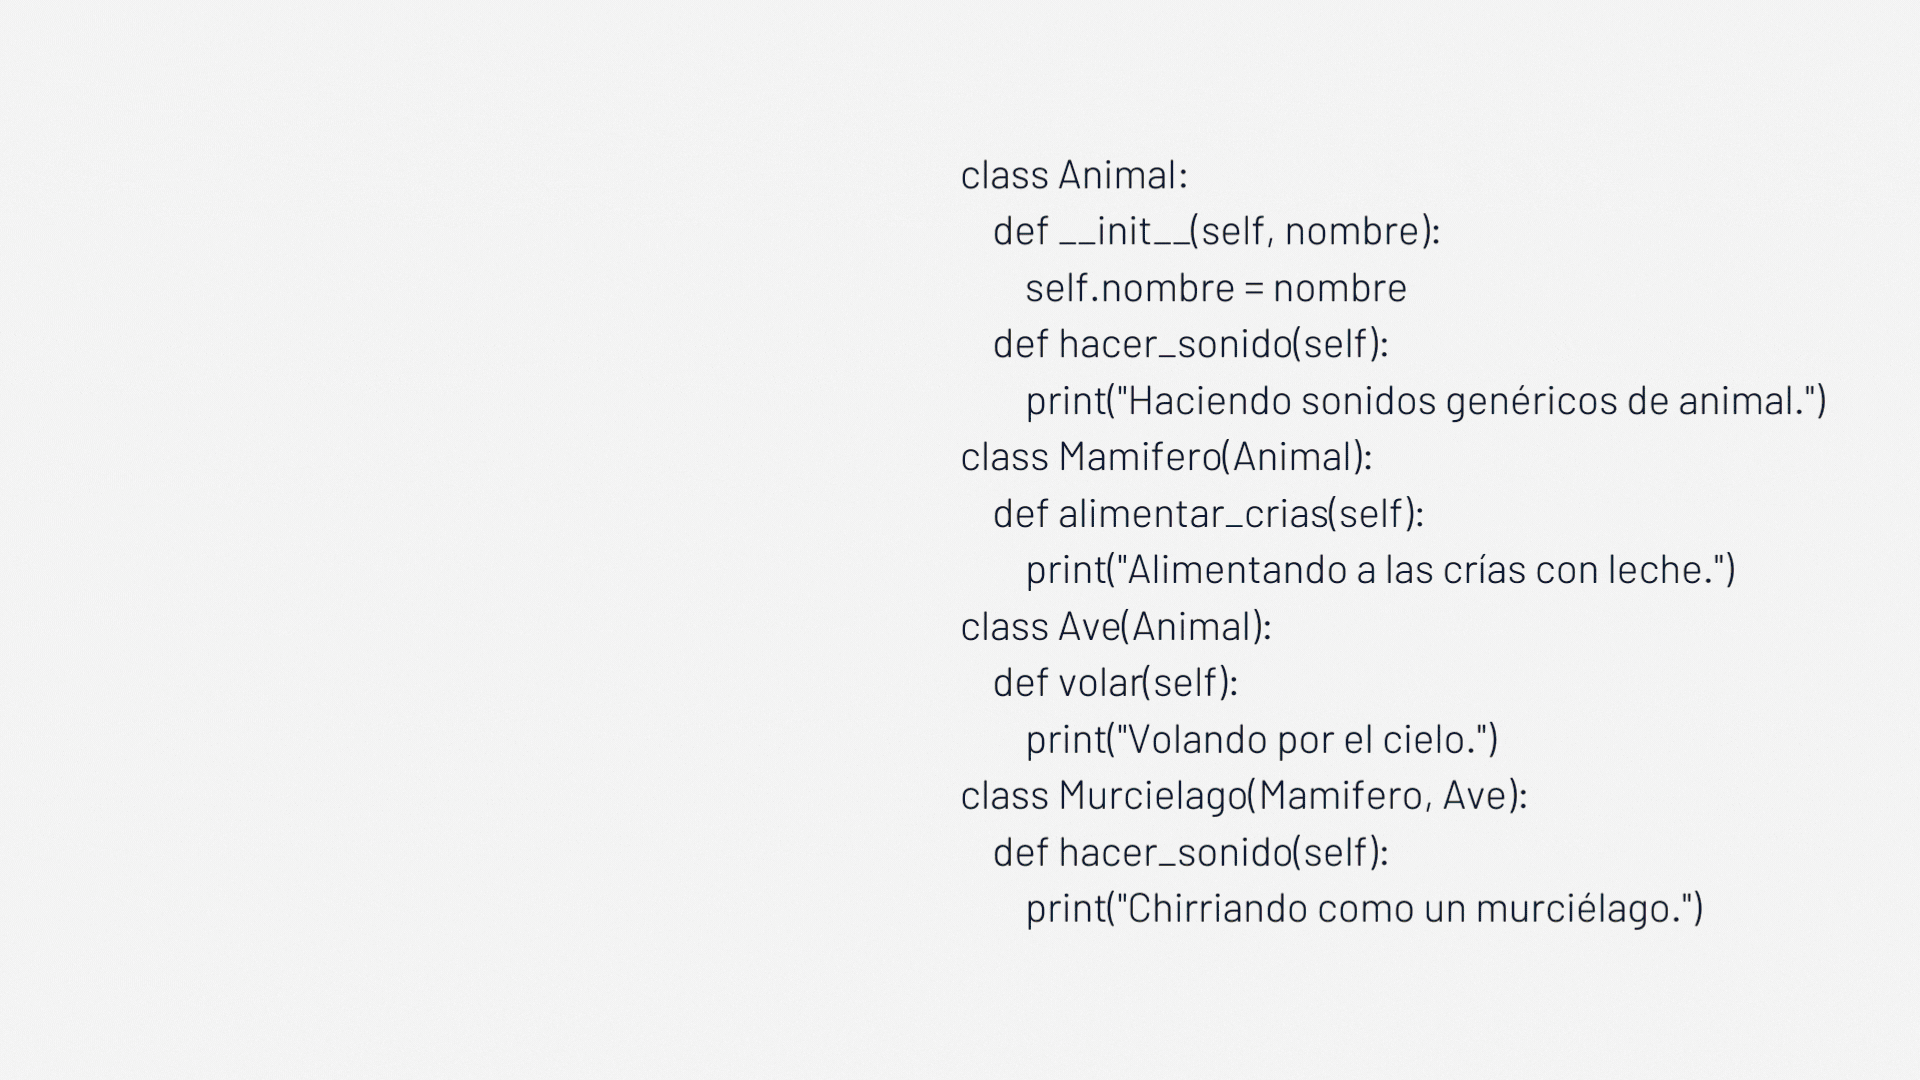 class Animal:
    def __init__(self, nombre):
        self.nombre = nombre
    def hacer_sonido(self):
        print("Haciendo sonidos genéricos de animal.")
class Mamifero(Animal):
    def alimentar_crias(self):
        print("Alimentando a las crías con leche.")
class Ave(Animal):
    def volar(self):
        print("Volando por el cielo.")
class Murcielago(Mamifero, Ave):
    def hacer_sonido(self):
        print("Chirriando como un murciélago.")